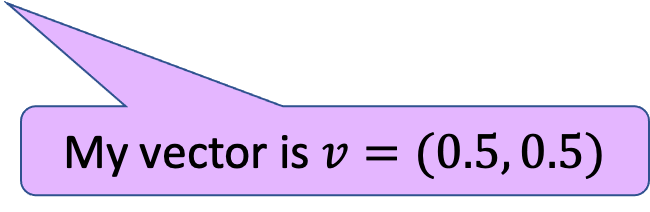 My vector is 𝑣 = (0.5, 0.5)